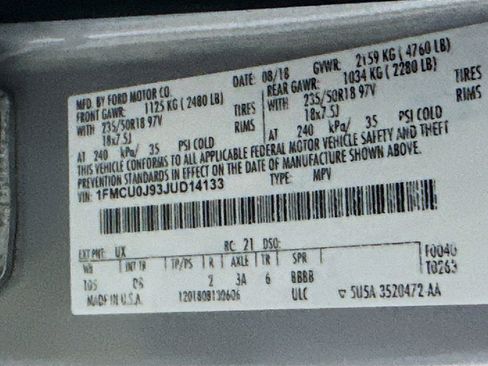 MFD. BY FORD MOTOR CO.
DATE: 08/18 GVWR: 2159 KG (4760 LB)
FRONT GAWR: 1125 KG (2480 LB) REAR GAWR: 1034 KG (2280 LB)
WITH 235/50R18 97V TIRES WITH 235/50R18 97V TIRES
18x7.5J RIMS 18x7.5J RIMS
AT 240 kPa/ 35 PSI COLD AT 240 kPa/ 35 PSI COLD
THIS VEHICLE CONFORMS TO ALL APPLICABLE FEDERAL MOTOR VEHICLE SAFETY AND THEFT
PREVENTION STANDARDS IN EFFECT ON THE DATE OF MANUFACTURE SHOWN ABOVE.
VIN: 1FMCU0J93JUD14133 TYPE: MPV
EXT PNT: UX RC: 21 DSO: F0040
WB INT TR TP/PS R AXLE TR SPR T0263
105 2 3A 6 BBBB
MADE IN U.S.A. 1201808130606 ULC 5U5A 3520472-AA